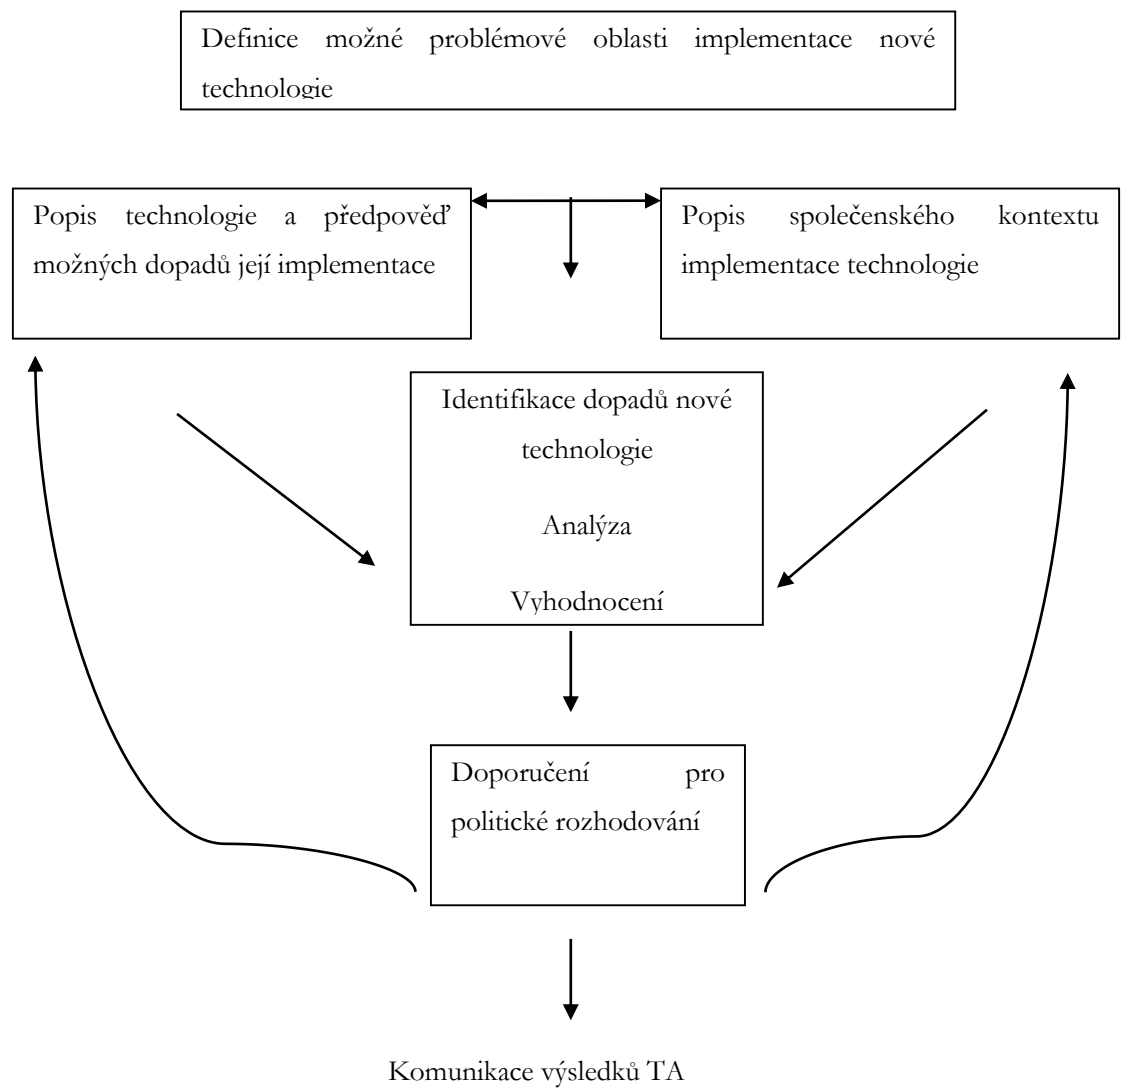 Definice možné problémové oblasti implementace nové
technologie
Popis technologie a předpověď
možných dopadů její implementace
Popis společenského kontextu
implementace technologie
Identifikace dopadů nové
technologie
Analýza
Vyhodnocení
Doporučení pro
politické rozhodování
Komunikace výsledků TA